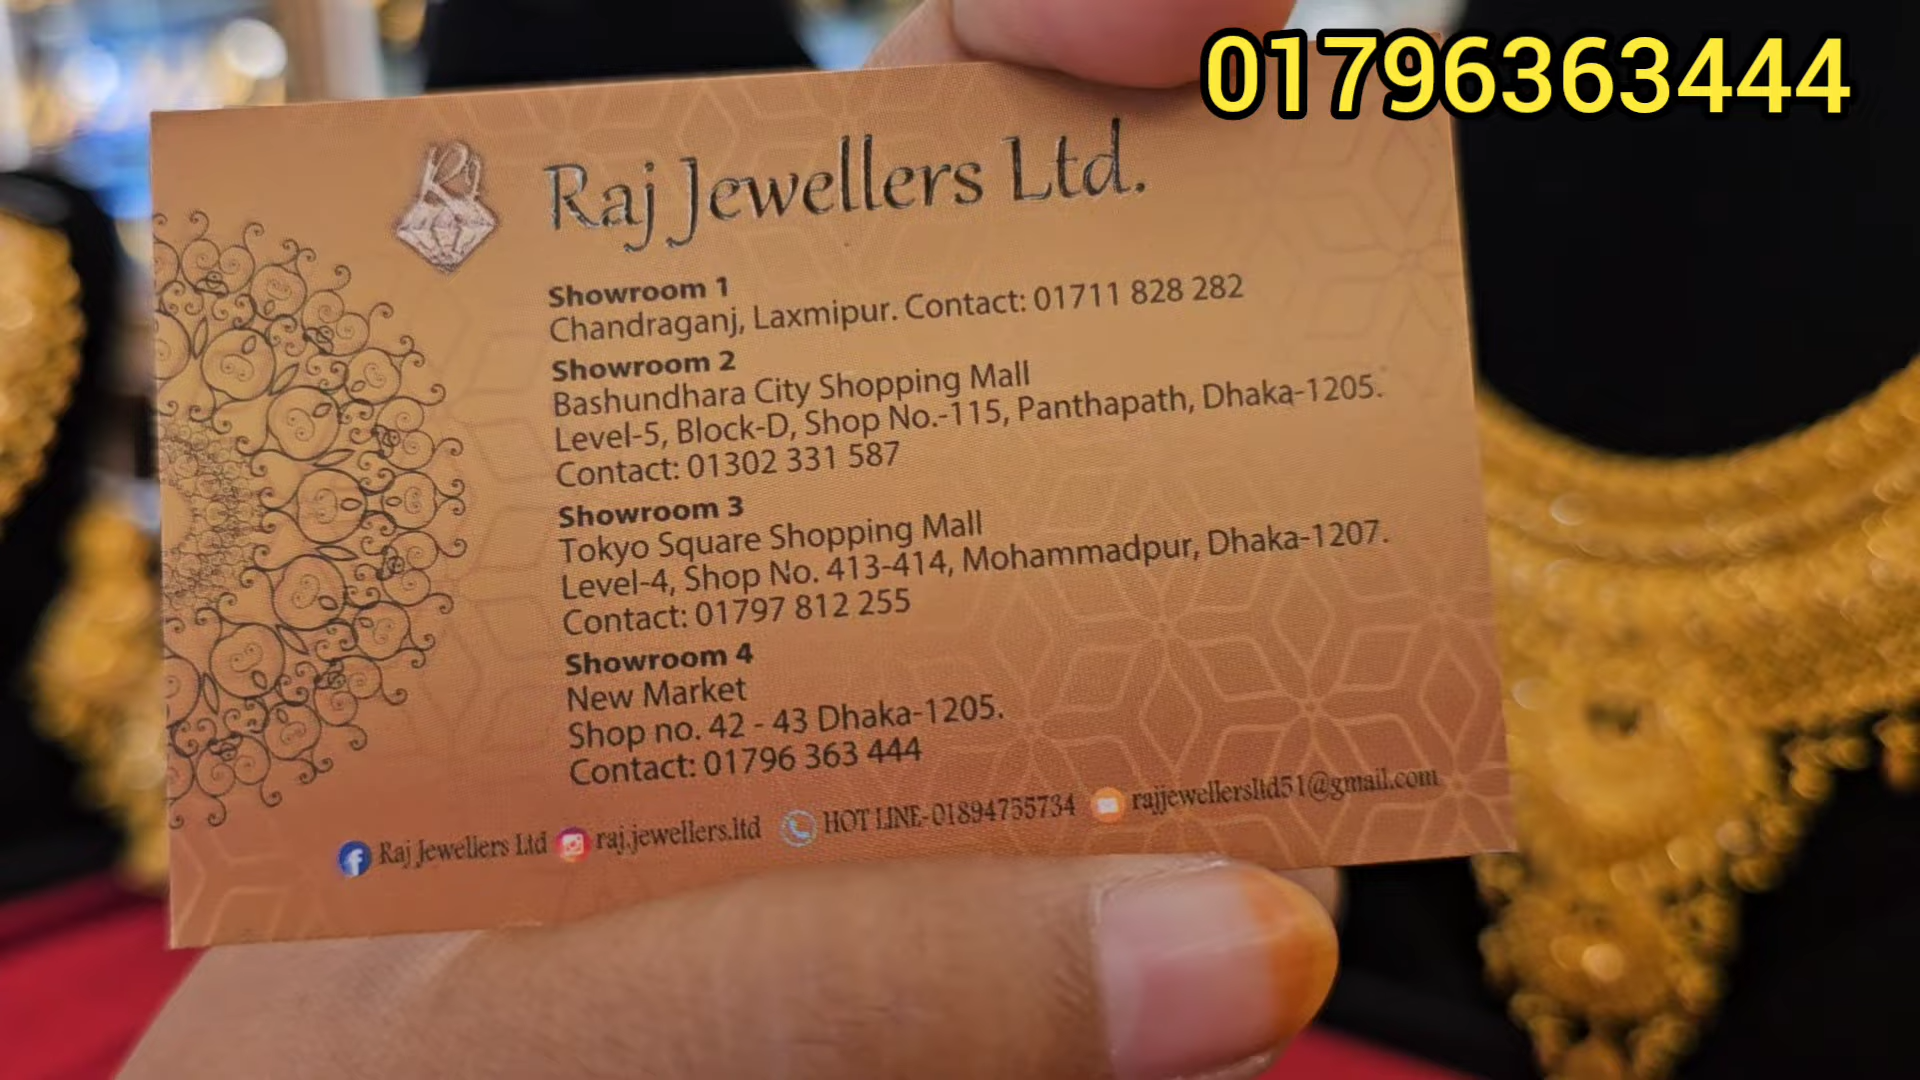 01796363444
RJ
Raj Jewellers Ltd.
Showroom 1
Chandraganj, Laxmipur. Contact: 01711 828 282
Showroom 2
Bashundhara City Shopping Mall
Level-5, Block-D, Shop No.-115, Panthapath, Dhaka-1205.
Contact: 01302 331 587
Showroom 3
Tokyo Square Shopping Mall
Level-4, Shop No. 413-414, Mohammadpur, Dhaka-1207.
Contact: 01797 812 255
Showroom 4
New Market
Shop no. 42 - 43 Dhaka-1205.
Contact: 01796 363 444
Raj Jewellers Ltd raj.jewellers.ltd HOT LINE-01894755734 rajjewellersltd51@gmail.com